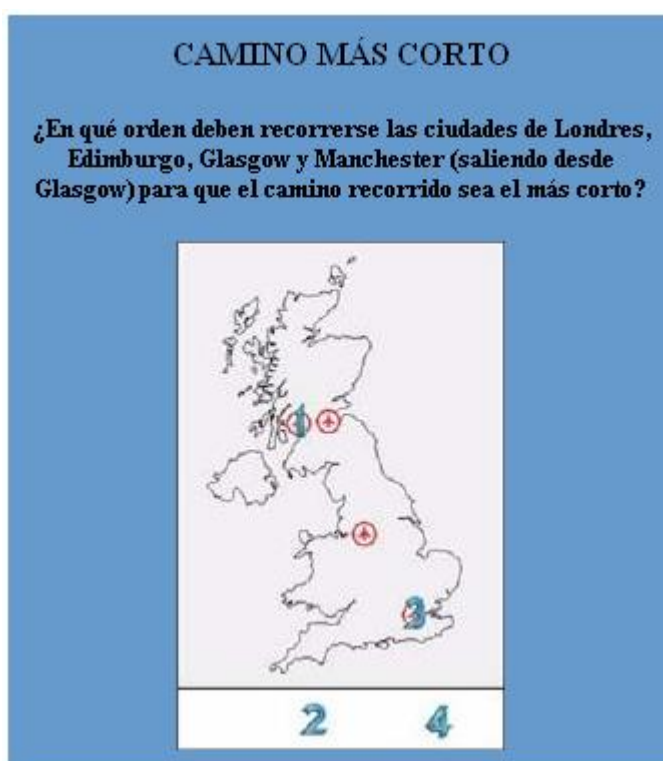 CAMINO MÁS CORTO
¿En qué orden deben recorrerse las ciudades de Londres,
Edimburgo, Glasgow y Manchester (saliendo desde
Glasgow) para que el camino recorrido sea el más corto?
1
3
2 4